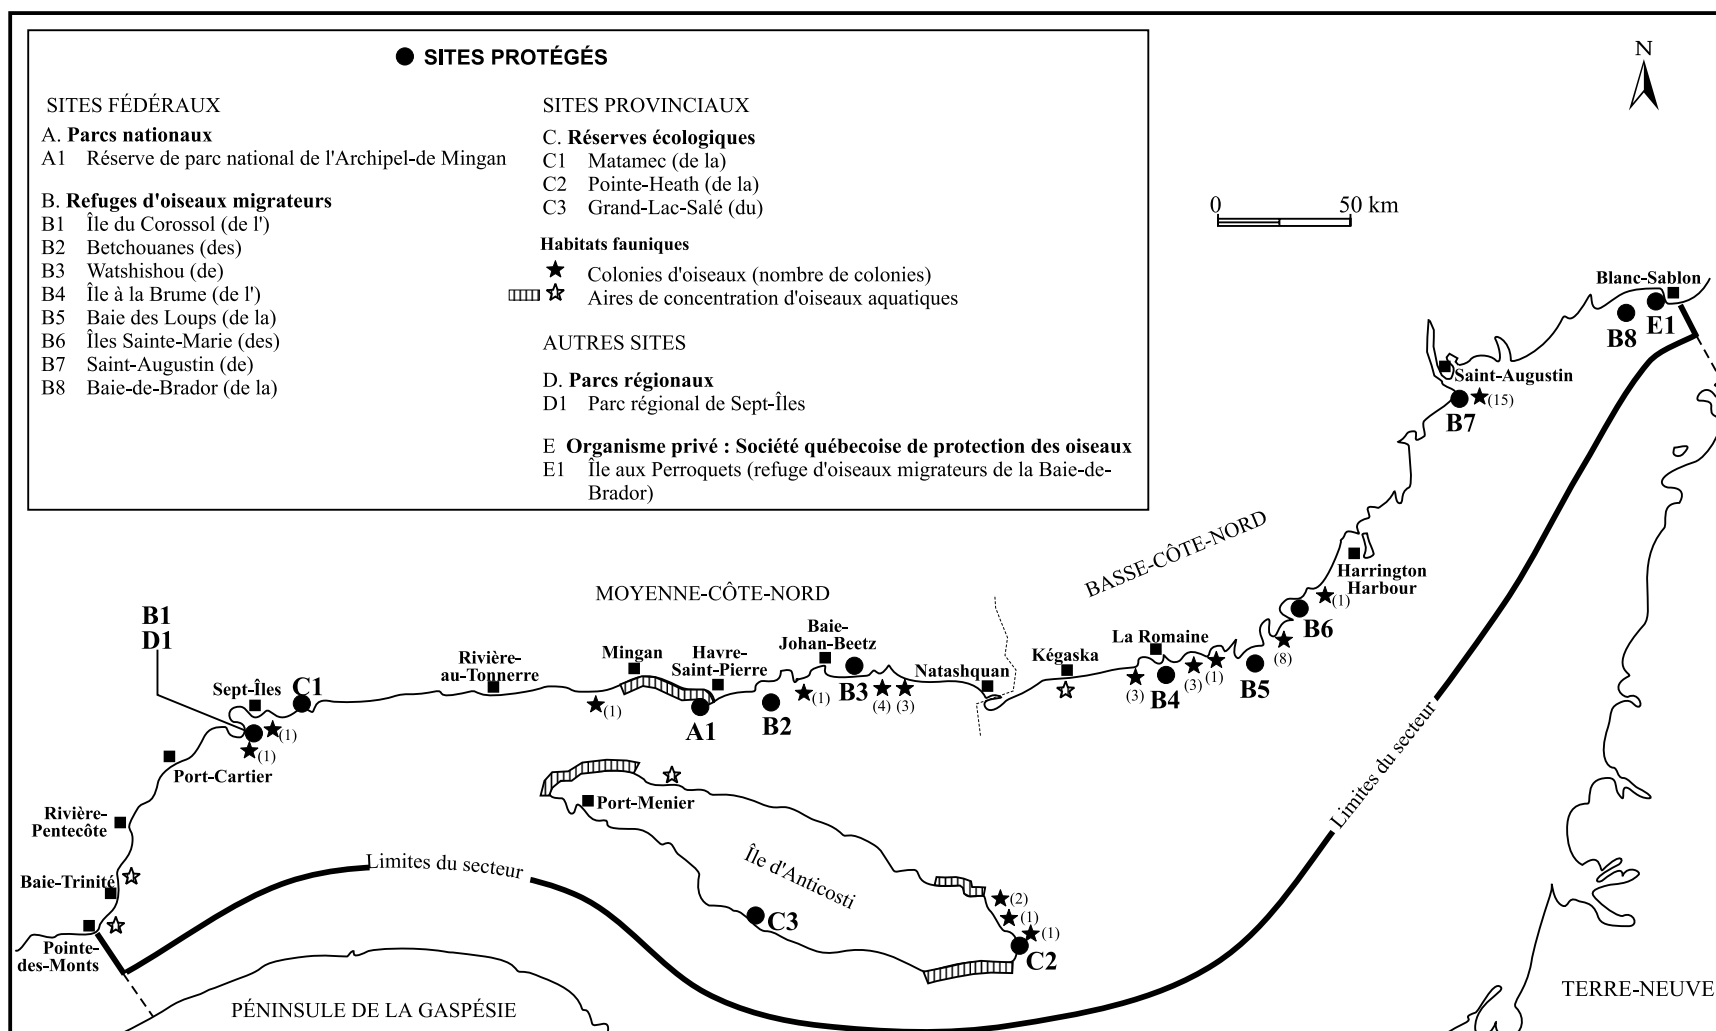 SITES PROTÉGÉS
SITES FÉDÉRAUX
A. Parcs nationaux
A1 Réserve de parc national de l'Archipel-de Mingan
B. Refuges d'oiseaux migrateurs
B1 Île du Corossol (de l')
B2 Betchouanes (des)
B3 Watshishou (de)
B4 Île à la Brume (de l')
B5 Baie des Loups (de la)
B6 Îles Sainte-Marie (des)
B7 Saint-Augustin (de)
B8 Baie-de-Brador (de la)
SITES PROVINCIAUX
C. Réserves écologiques
C1 Matamec (de la)
C2 Pointe-Heath (de la)
C3 Grand-Lac-Salé (du)
Habitats fauniques
Colonies d'oiseaux (nombre de colonies)
Aires de concentration d'oiseaux aquatiques
AUTRES SITES
D. Parcs régionaux
D1 Parc régional de Sept-Îles
E Organisme privé : Société québecoise de protection des oiseaux
E1 Île aux Perroquets (refuge d'oiseaux migrateurs de la Baie-de-
Brador)
N
0 50 km
Blanc-Sablon
B8
E1
Saint-Augustin
(15)
B7
BASSE-CÔTE-NORD
Harrington
Harbour
(1)
B6
(8)
B5
La Romaine
(3)
B4
(3)
(1)
Kégaska
Natashquan
MOYENNE-CÔTE-NORD
Baie-
Johan-Beetz
B3
(4)
(3)
(1)
B2
Havre-
Saint-Pierre
A1
Mingan
(1)
Rivière-
au-Tonnerre
B1
D1
Sept-Îles
C1
(1)
(1)
Port-Cartier
Rivière-
Pentecôte
Baie-Trinité
Pointe-
des-Monts
Limites du secteur
Limites du secteur
Port-Menier
Île d'Anticosti
C3
(2)
(1)
(1)
C2
PÉNINSULE DE LA GASPÉSIE
TERRE-NEUVE